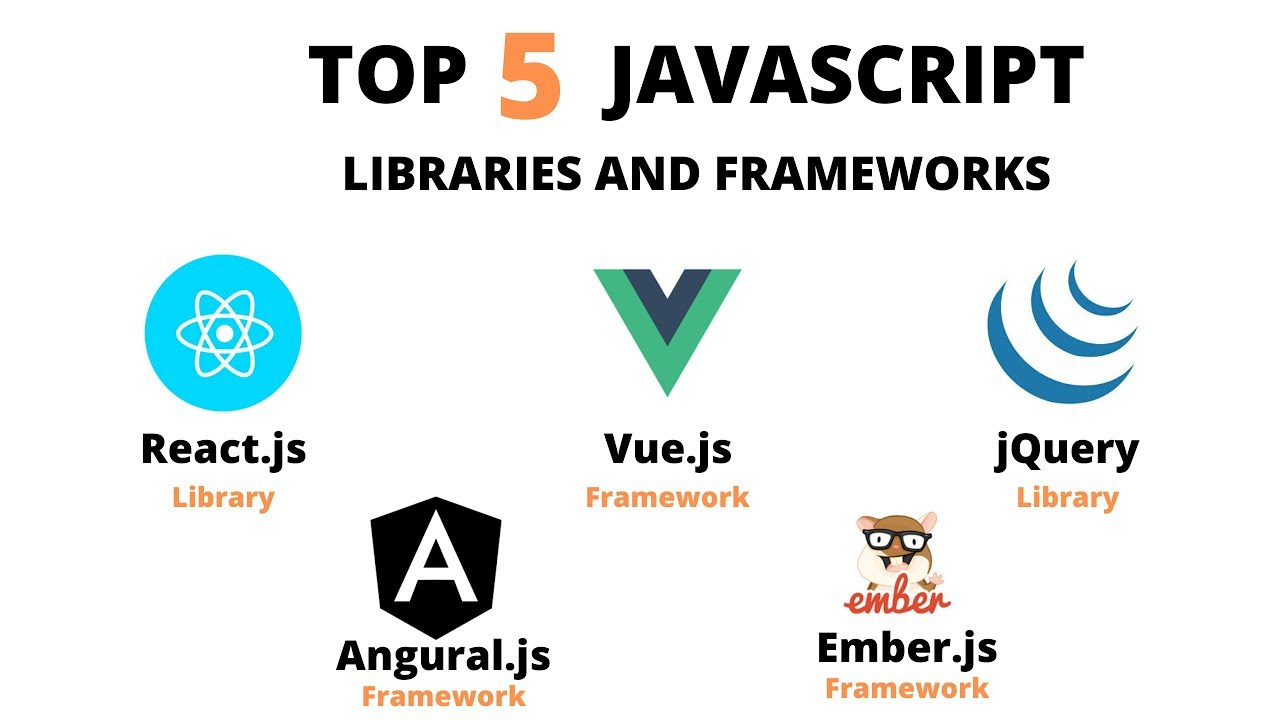 TOP 5 JAVASCRIPT
LIBRARIES AND FRAMEWORKS
React.js
Library
Vue.js
Framework
jQuery
Library
A
Angural.js
Framework
ember
Ember.js
Framework